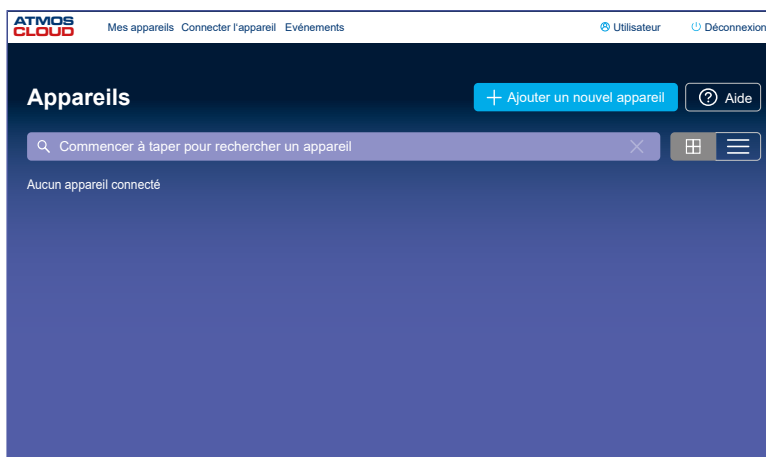 ATMOS
CLOUD
Mes appareils Connecter l'appareil Evénements Utilisateur Déconnexion
Appareils
Ajouter un nouvel appareil
Aide
Commencer à taper pour rechercher un appareil
Aucun appareil connecté